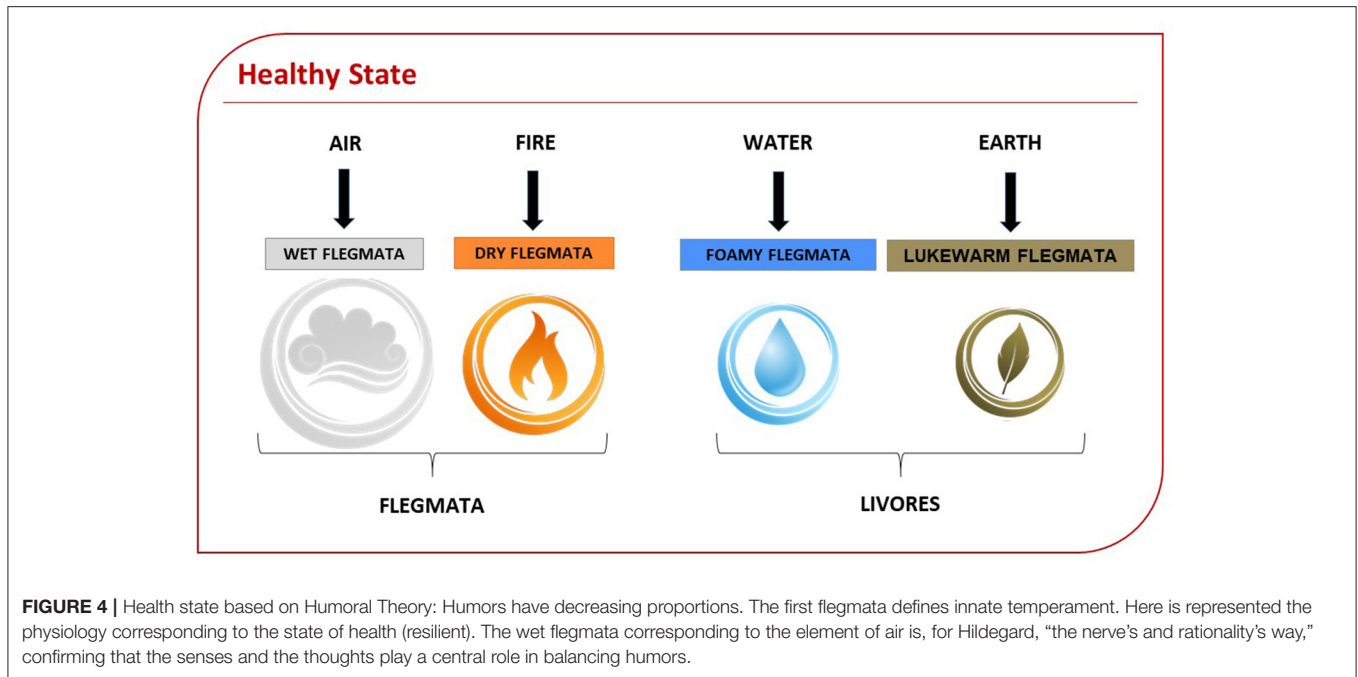 Healthy State
AIR FIRE WATER EARTH
WET FLEGMATA DRY FLEGMATA FOAMY FLEGMATA LUKEWARM FLEGMATA
FLEGMATA LIVORES
FIGURE 4 | Health state based on Humoral Theory: Humors have decreasing proportions. The first flegmata defines innate temperament. Here is represented the
physiology corresponding to the state of health (resilient). The wet flegmata corresponding to the element of air is, for Hildegard, “the nerve’s and rationality’s way,”
confirming that the senses and the thoughts play a central role in balancing humors.